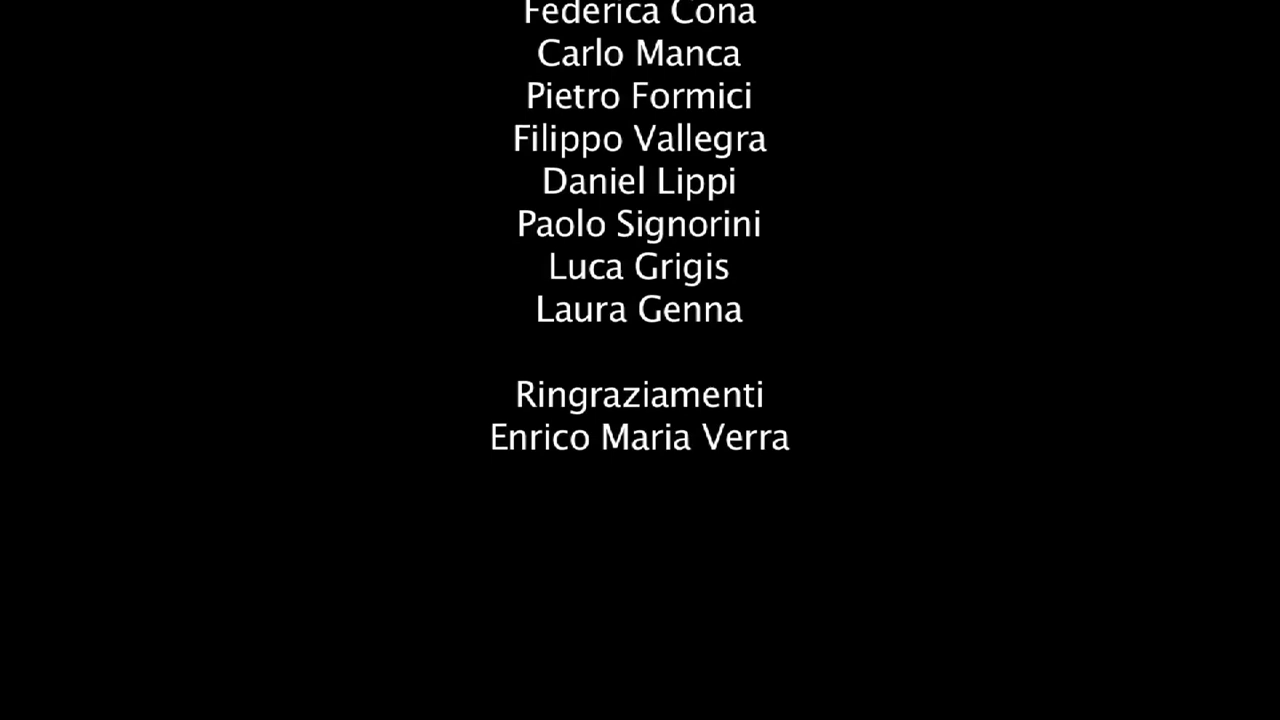 Federica Cona
Carlo Manca
Pietro Formici
Filippo Vallegra
Daniel Lippi
Paolo Signorini
Luca Grigis
Laura Genna
Ringraziamenti
Enrico Maria Verra